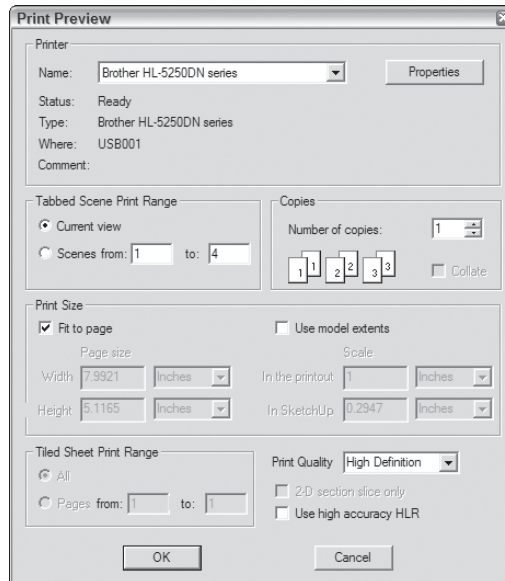 Print Preview
Printer
Name: Brother HL-5250DN series Properties
Status: Ready
Type: Brother HL-5250DN series
Where: USB001
Comment:
Tabbed Scene Print Range
Current view
Scenes from: 1 to: 4
Copies
Number of copies: 1
1 1 2 2 3 3
Collate
Print Size
Fit to page
Use model extents
Page size
Scale
Width 7.9921 Inches
In the printout 1 Inches
Height 5.1165 Inches
In SketchUp 0.2947 Inches
Tiled Sheet Print Range
All
Pages from: 1 to: 1
Print Quality High Definition
2-D section slice only
Use high accuracy HLR
OK Cancel